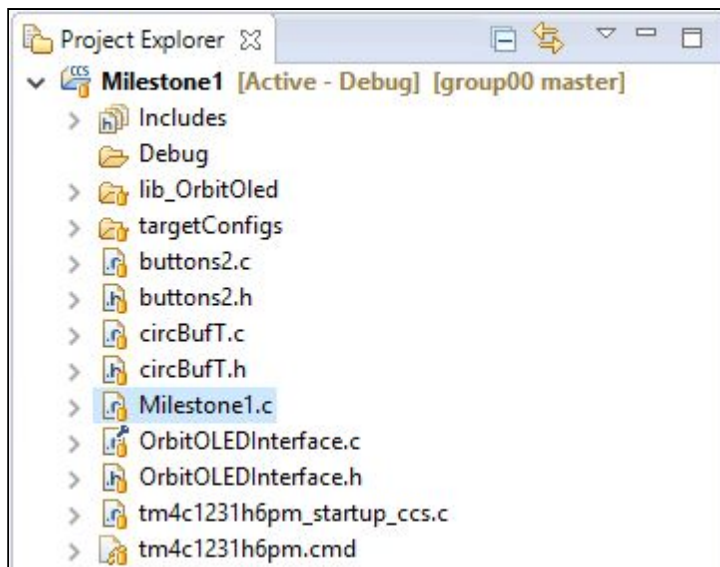 Project Explorer
Milestone1 [Active - Debug] [group00 master]
Includes
Debug
lib_OrbitOled
targetConfigs
buttons2.c
buttons2.h
circBufT.c
circBufT.h
Milestone1.c
OrbitOLEDInterface.c
OrbitOLEDInterface.h
tm4c1231h6pm_startup_ccs.c
tm4c1231h6pm.cmd